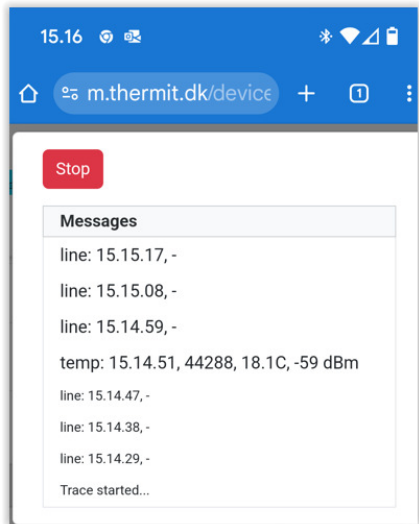 15.16
m.thermit.dk/device
1
Stop
Messages
line: 15.15.17, -
line: 15.15.08, -
line: 15.14.59, -
temp: 15.14.51, 44288, 18.1C, -59 dBm
line: 15.14.47, -
line: 15.14.38, -
line: 15.14.29, -
Trace started...